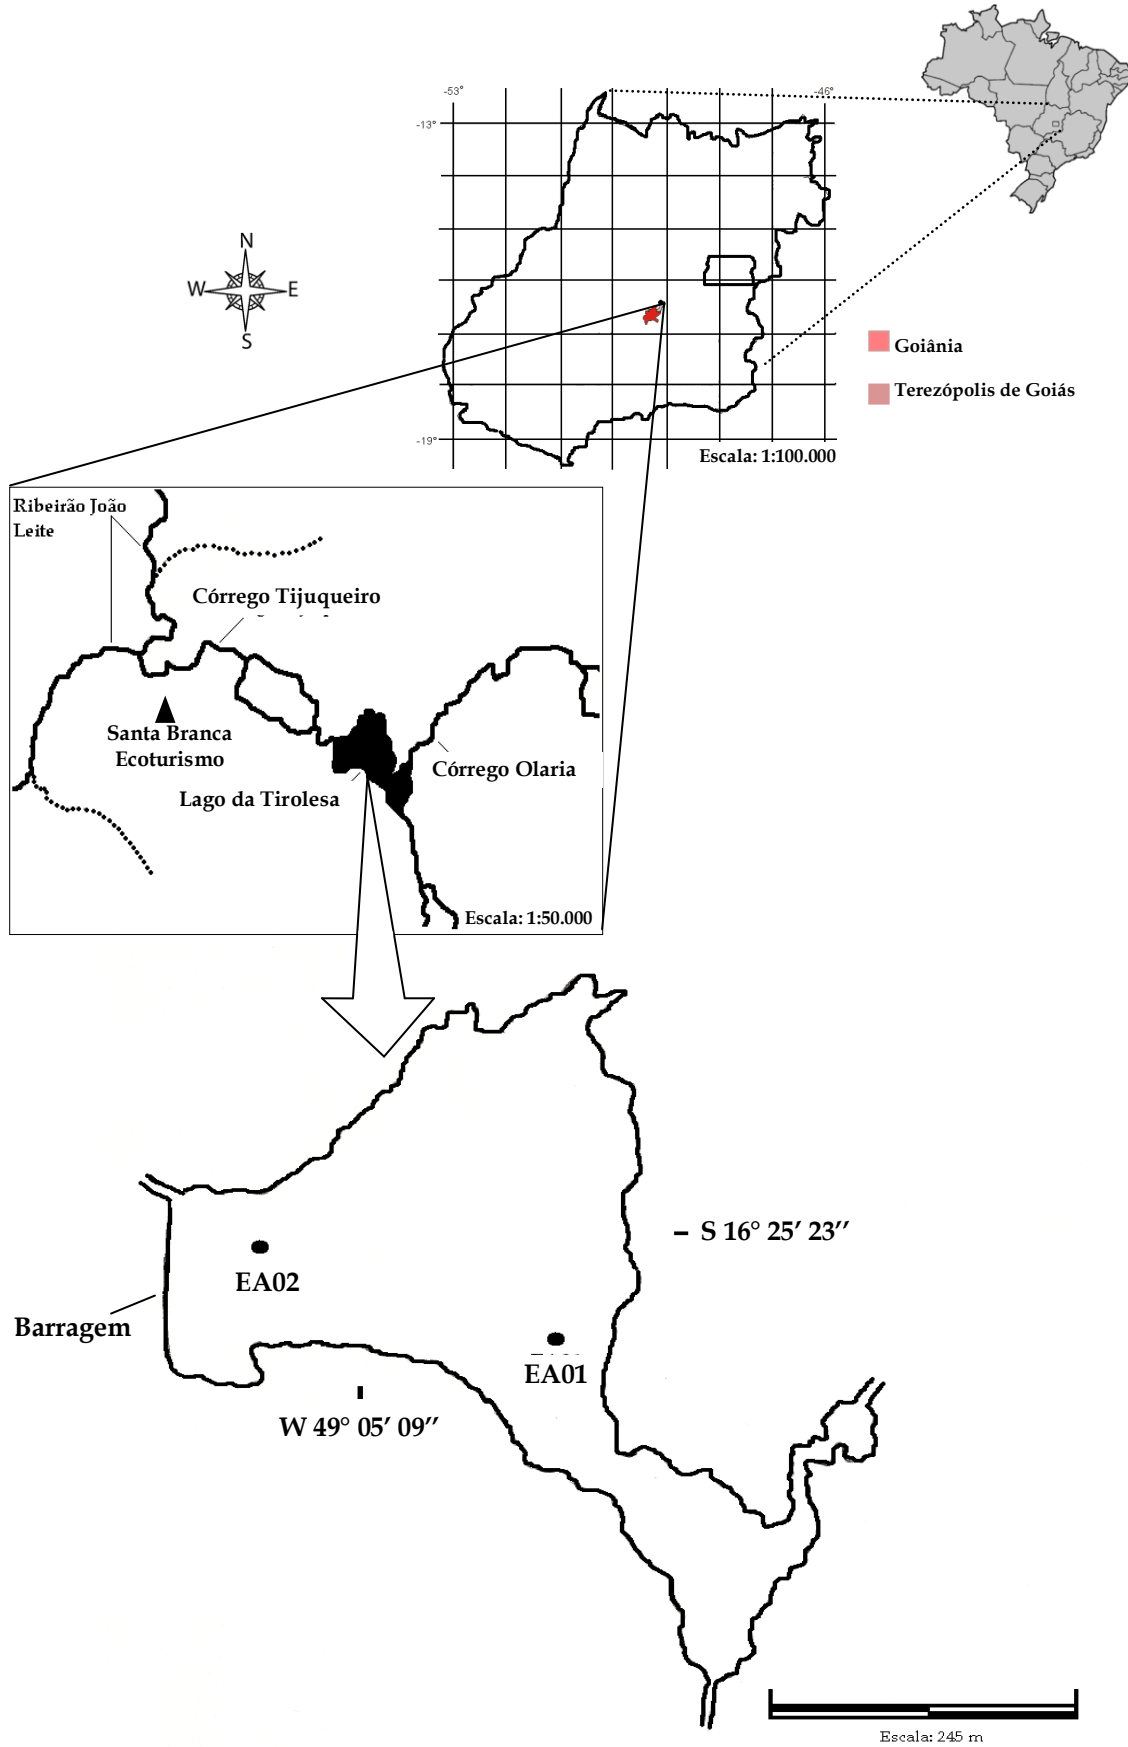 -53°
-46°
-13°
N
W
E
S
Goiânia
Terezópolis de Goiás
-19°
Escala: 1:100.000
Ribeirão João
Leite
Córrego Tijuqueiro
Santa Branca
Ecoturismo
Córrego Olaria
Lago da Tirolesa
Escala: 1:50.000
S 16° 25′ 23′′
EA02
Barragem
EA01
W 49° 05′ 09′′
Escala: 245 m